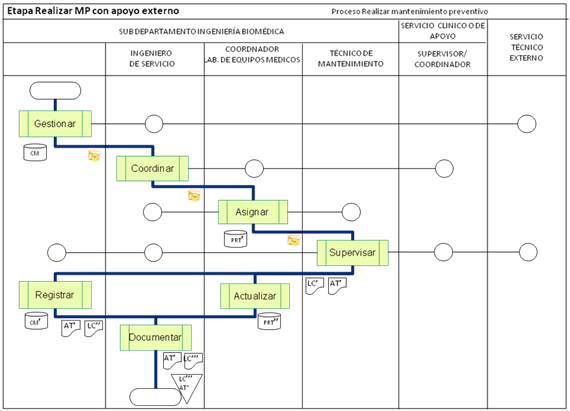 Etapa Realizar MP con apoyo externo
Proceso Realizar mantenimiento preventivo
SUB DEPARTAMENTO INGENIERÍA BIOMÉDICA
SERVICIO CLINICO O DE
APOYO
SERVICIO
TÉCNICO
EXTERNO
INGENIERO
DE SERVICIO
COORDNADOR
LAB. DE EQUIPOS MEDICOS
TÉCNICO DE
MANTENIMIENTO
SUPERVISOR/
COORDINADOR
Gestionar
CM
Coordinar
Asignar
PRT'
Supervisar
LC' AT'
Registrar
Actualizar
CM'
AT' LC''
PRT''
Documentar
AT' LC'''
LC''''
AT'